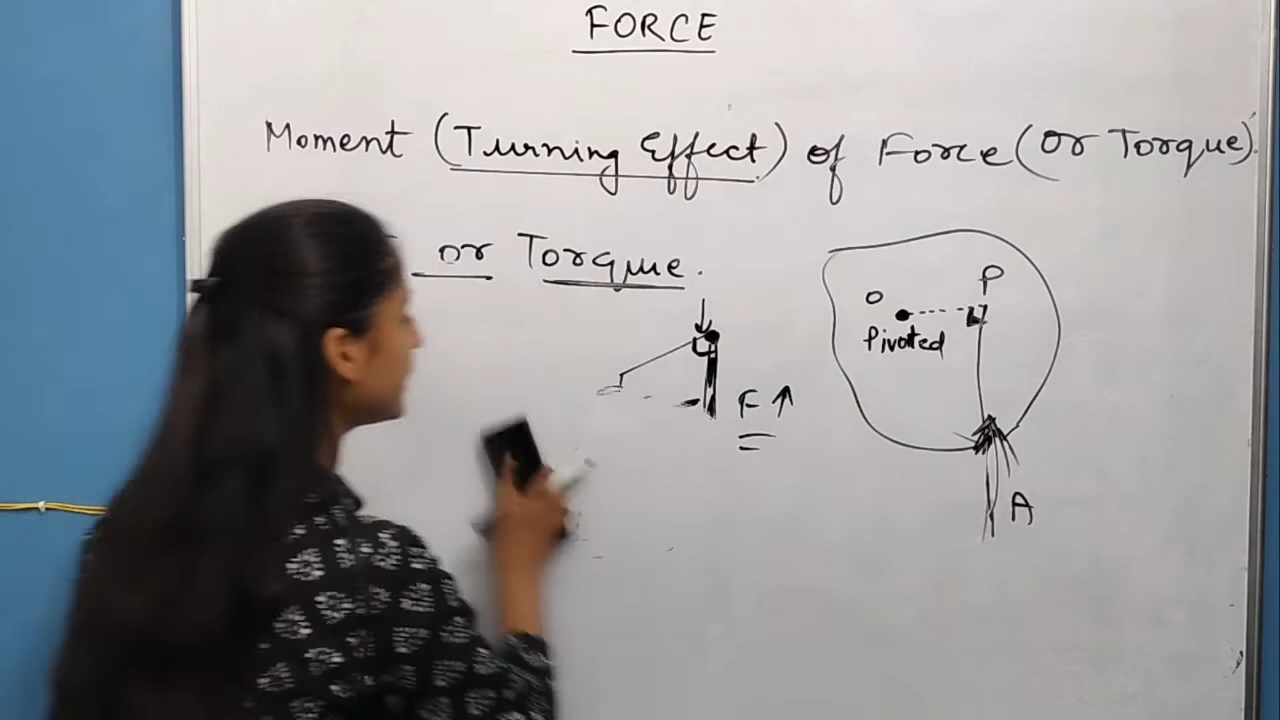 FORCE
Moment (Turning Effect) of Force (or Torque).
or Torque.
P
O
Pivoted
F ↑
A